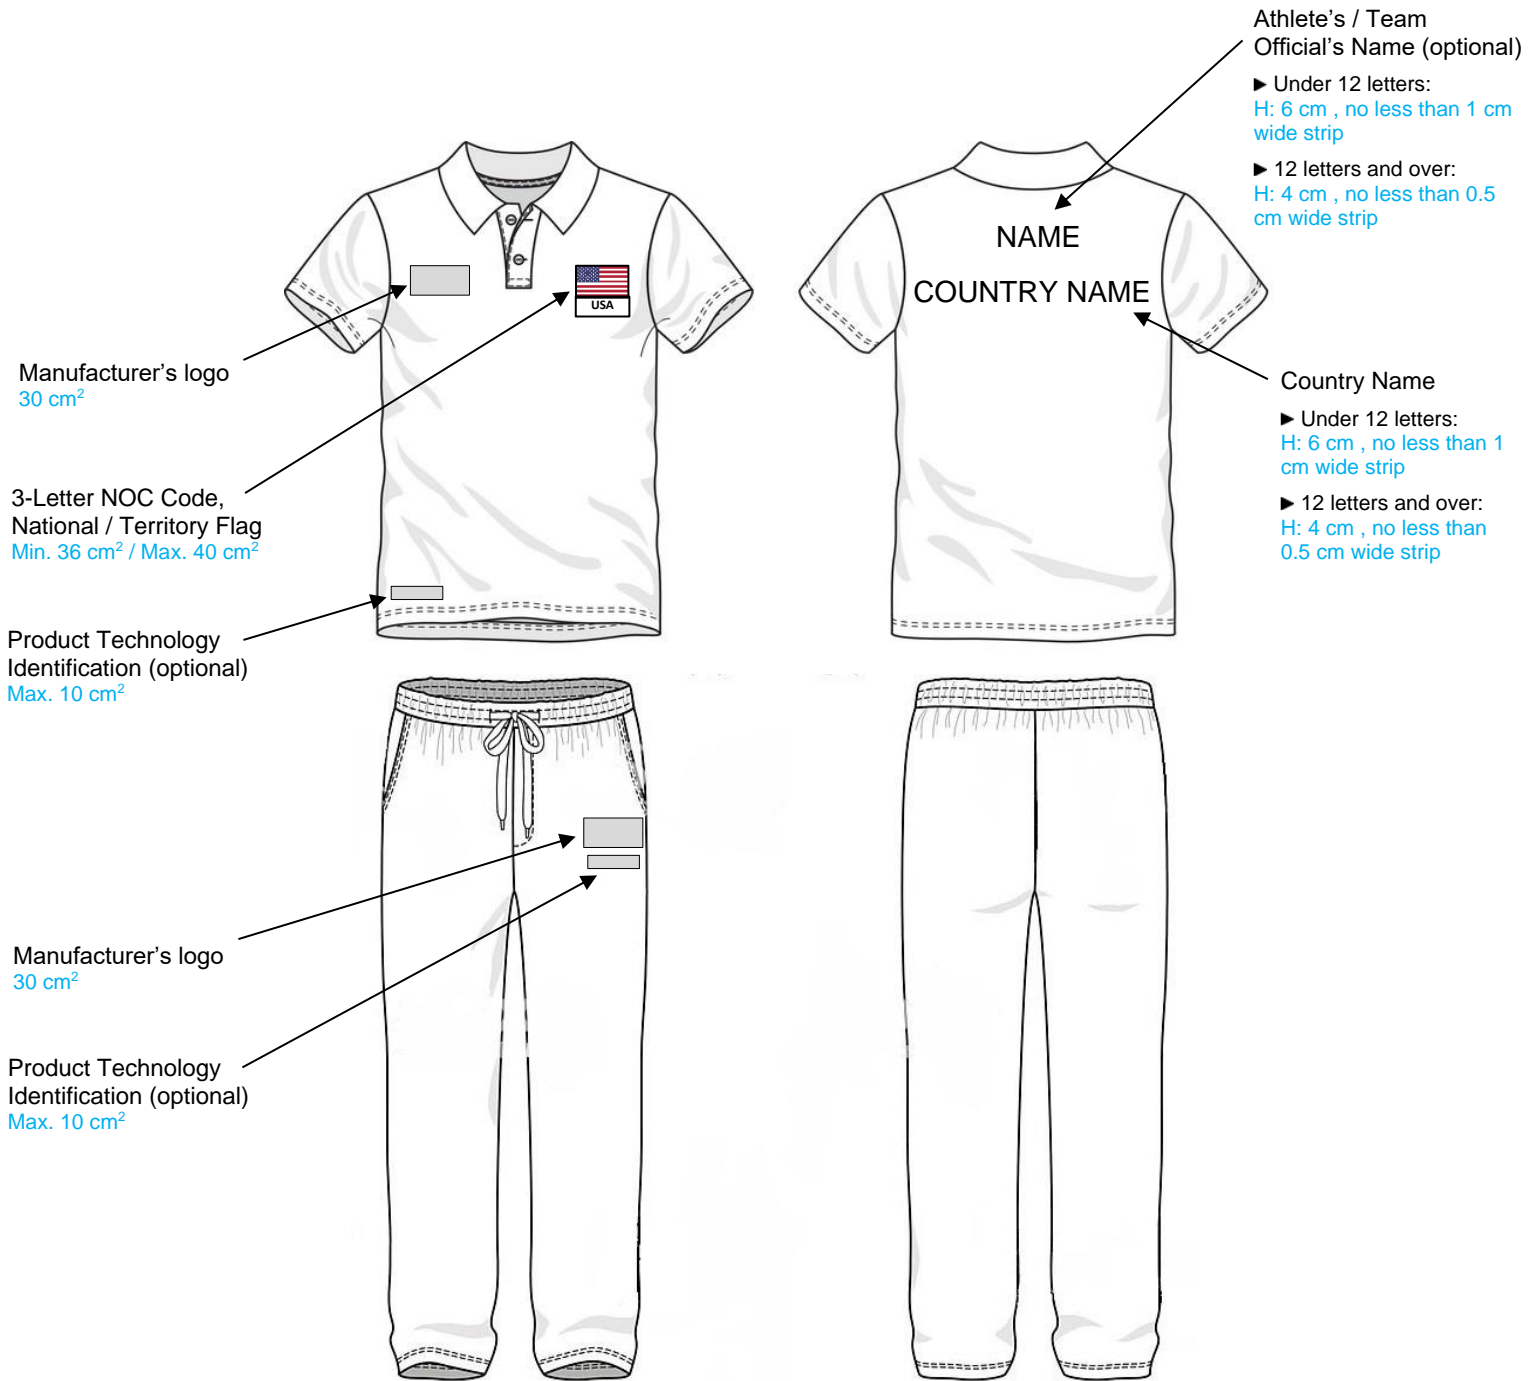 Athlete’s / Team
Official’s Name (optional)
► Under 12 letters:
H: 6 cm , no less than 1 cm
wide strip
► 12 letters and over:
H: 4 cm , no less than 0.5
cm wide strip
NAME
COUNTRY NAME
USA
Manufacturer’s logo
30 cm²
Country Name
► Under 12 letters:
H: 6 cm , no less than 1
cm wide strip
► 12 letters and over:
H: 4 cm , no less than
0.5 cm wide strip
3-Letter NOC Code,
National / Territory Flag
Min. 36 cm² / Max. 40 cm²
Product Technology
Identification (optional)
Max. 10 cm²
Manufacturer’s logo
30 cm²
Product Technology
Identification (optional)
Max. 10 cm²